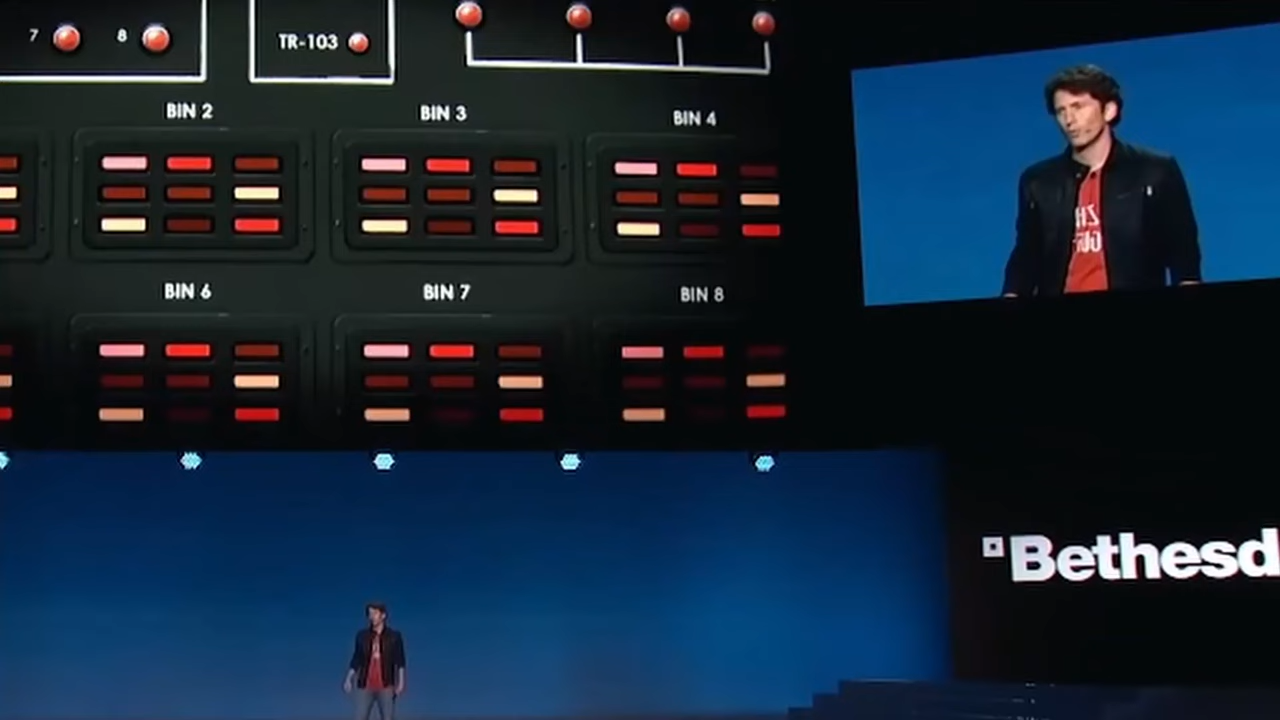 7
8
TR-103
BIN 2
BIN 3
BIN 4
BIN 6
BIN 7
BIN 8
Bethesd